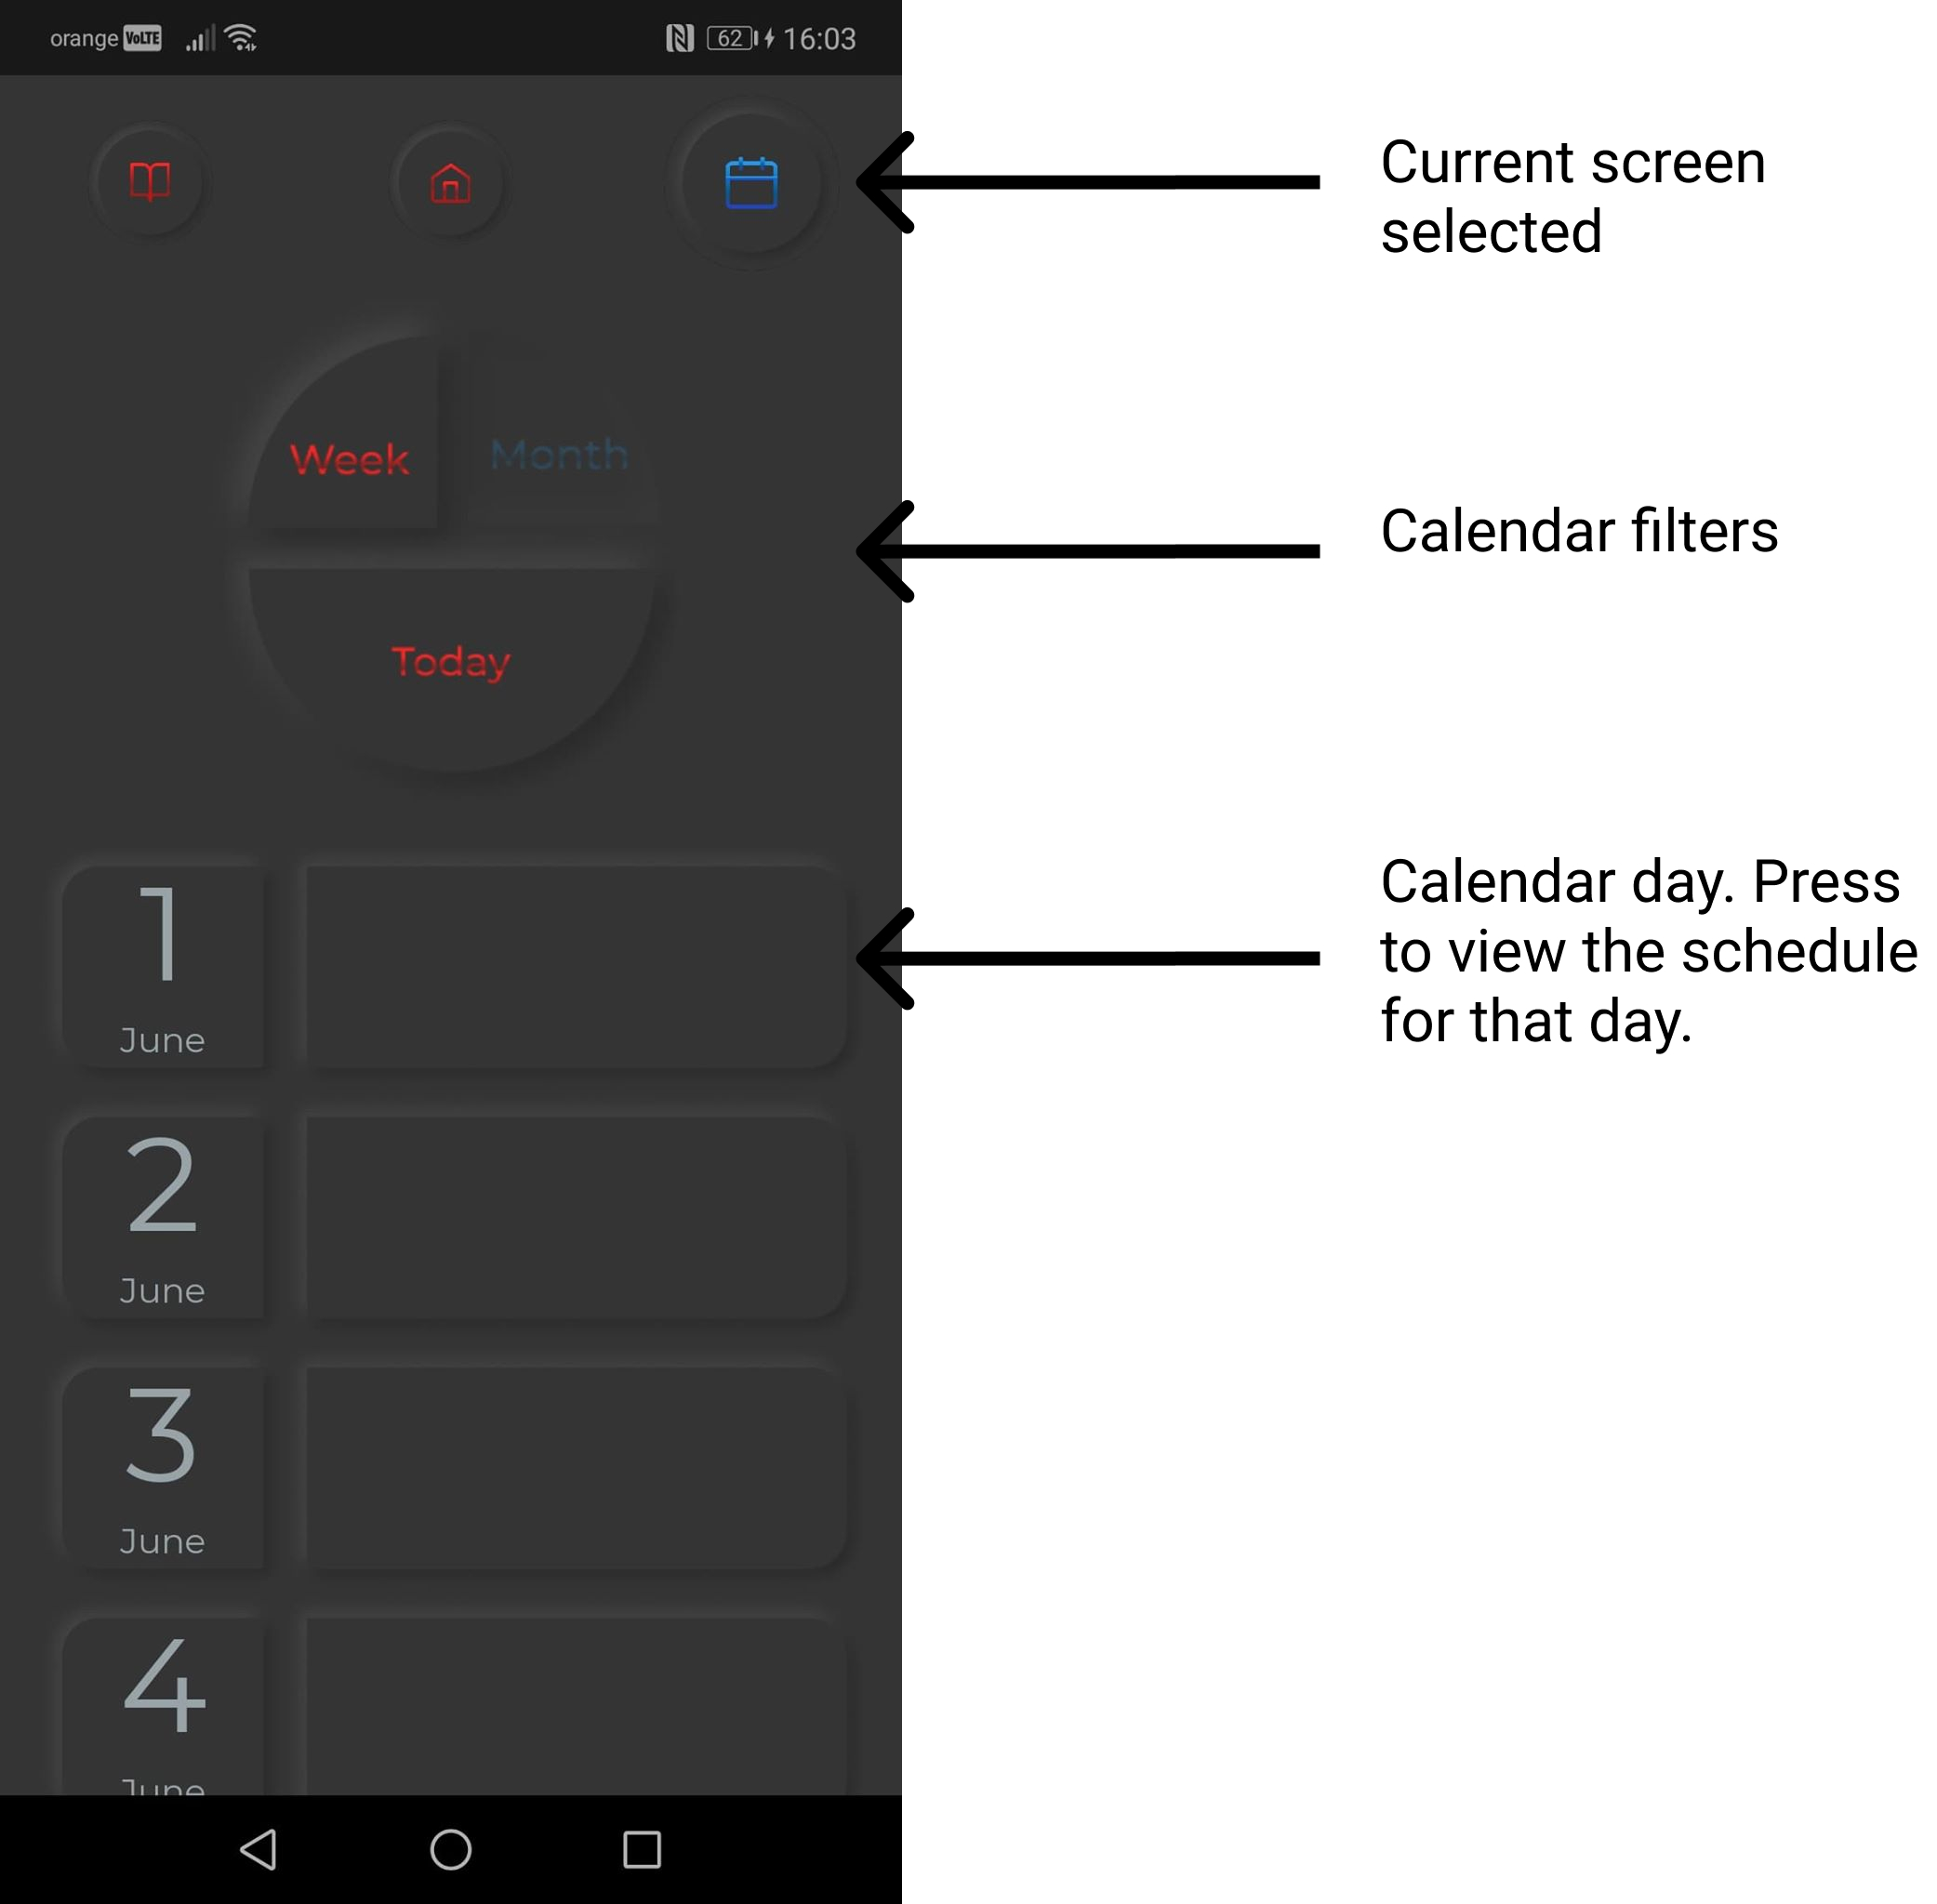 orange VoLTE 62 16:03
Current screen
selected
Week Month
Calendar filters
Today
1
June
Calendar day. Press
to view the schedule
for that day.
2
June
3
June
4
June